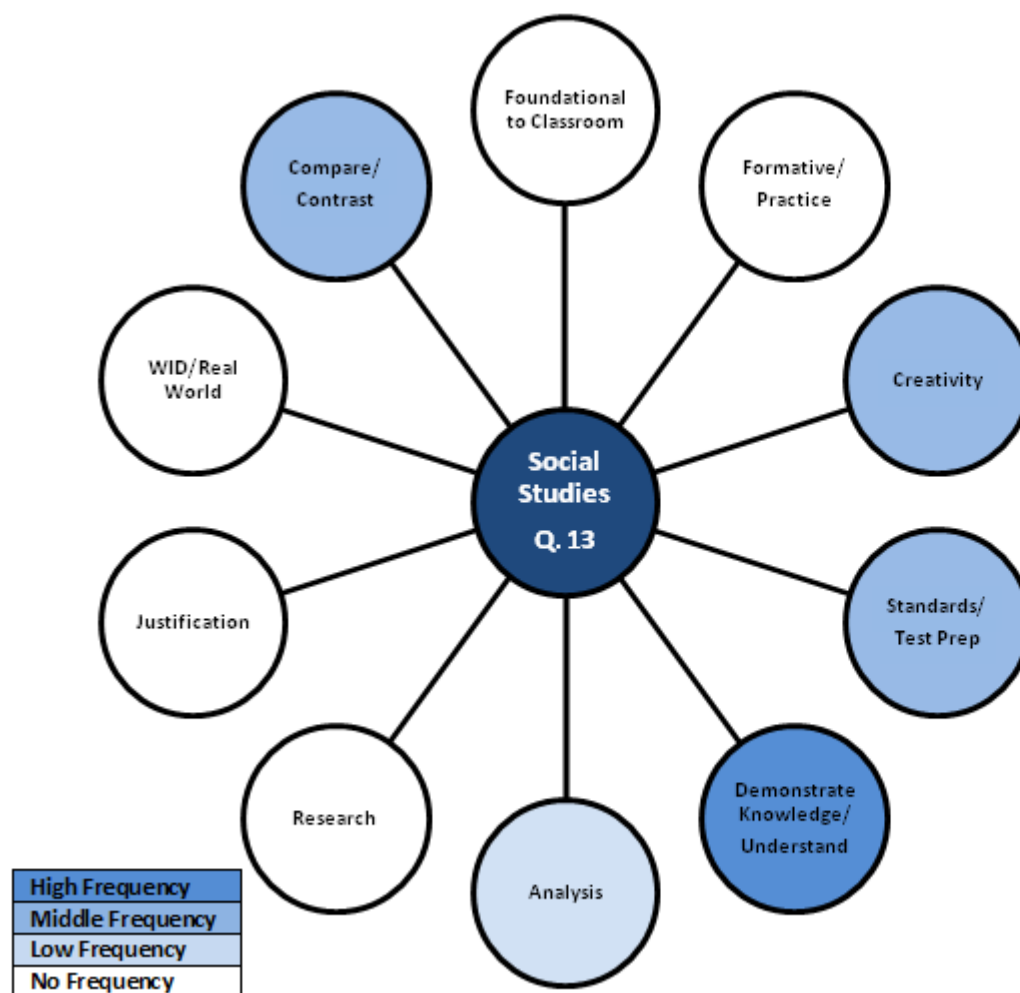 Foundational
to Classroom
Formative/
Practice
Creativity
Standards/
Test Prep
Demonstrate
Knowledge/
Understand
Analysis
Research
Justification
WID/Real
World
Compare/
Contrast
Social
Studies
Q. 13
High Frequency
Middle Frequency
Low Frequency
No Frequency